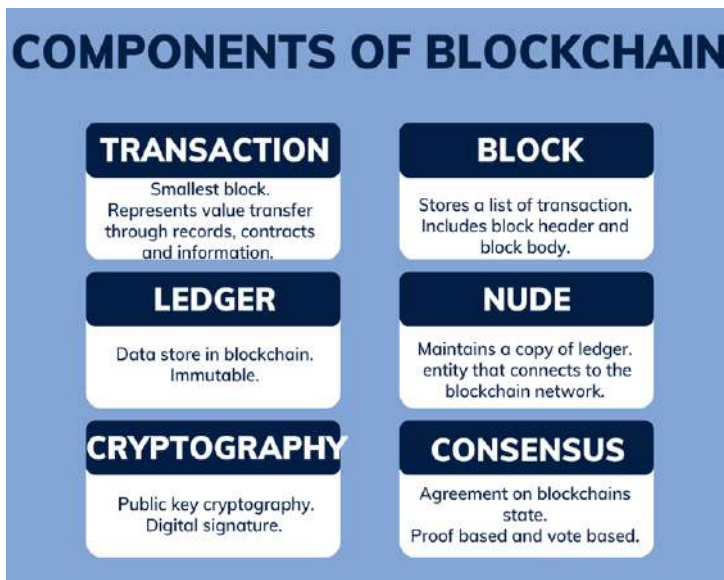 COMPONENTS OF BLOCKCHAIN
TRANSACTION
Smallest block.
Represents value transfer
through records, contracts
and information.
BLOCK
Stores a list of transaction.
Includes block header and
block body.
LEDGER
Data store in blockchain.
Immutable.
NUDE
Maintains a copy of ledger.
entity that connects to the
blockchain network.
CRYPTOGRAPHY
Public key cryptography.
Digital signature.
CONSENSUS
Agreement on blockchains
state.
Proof based and vote based.